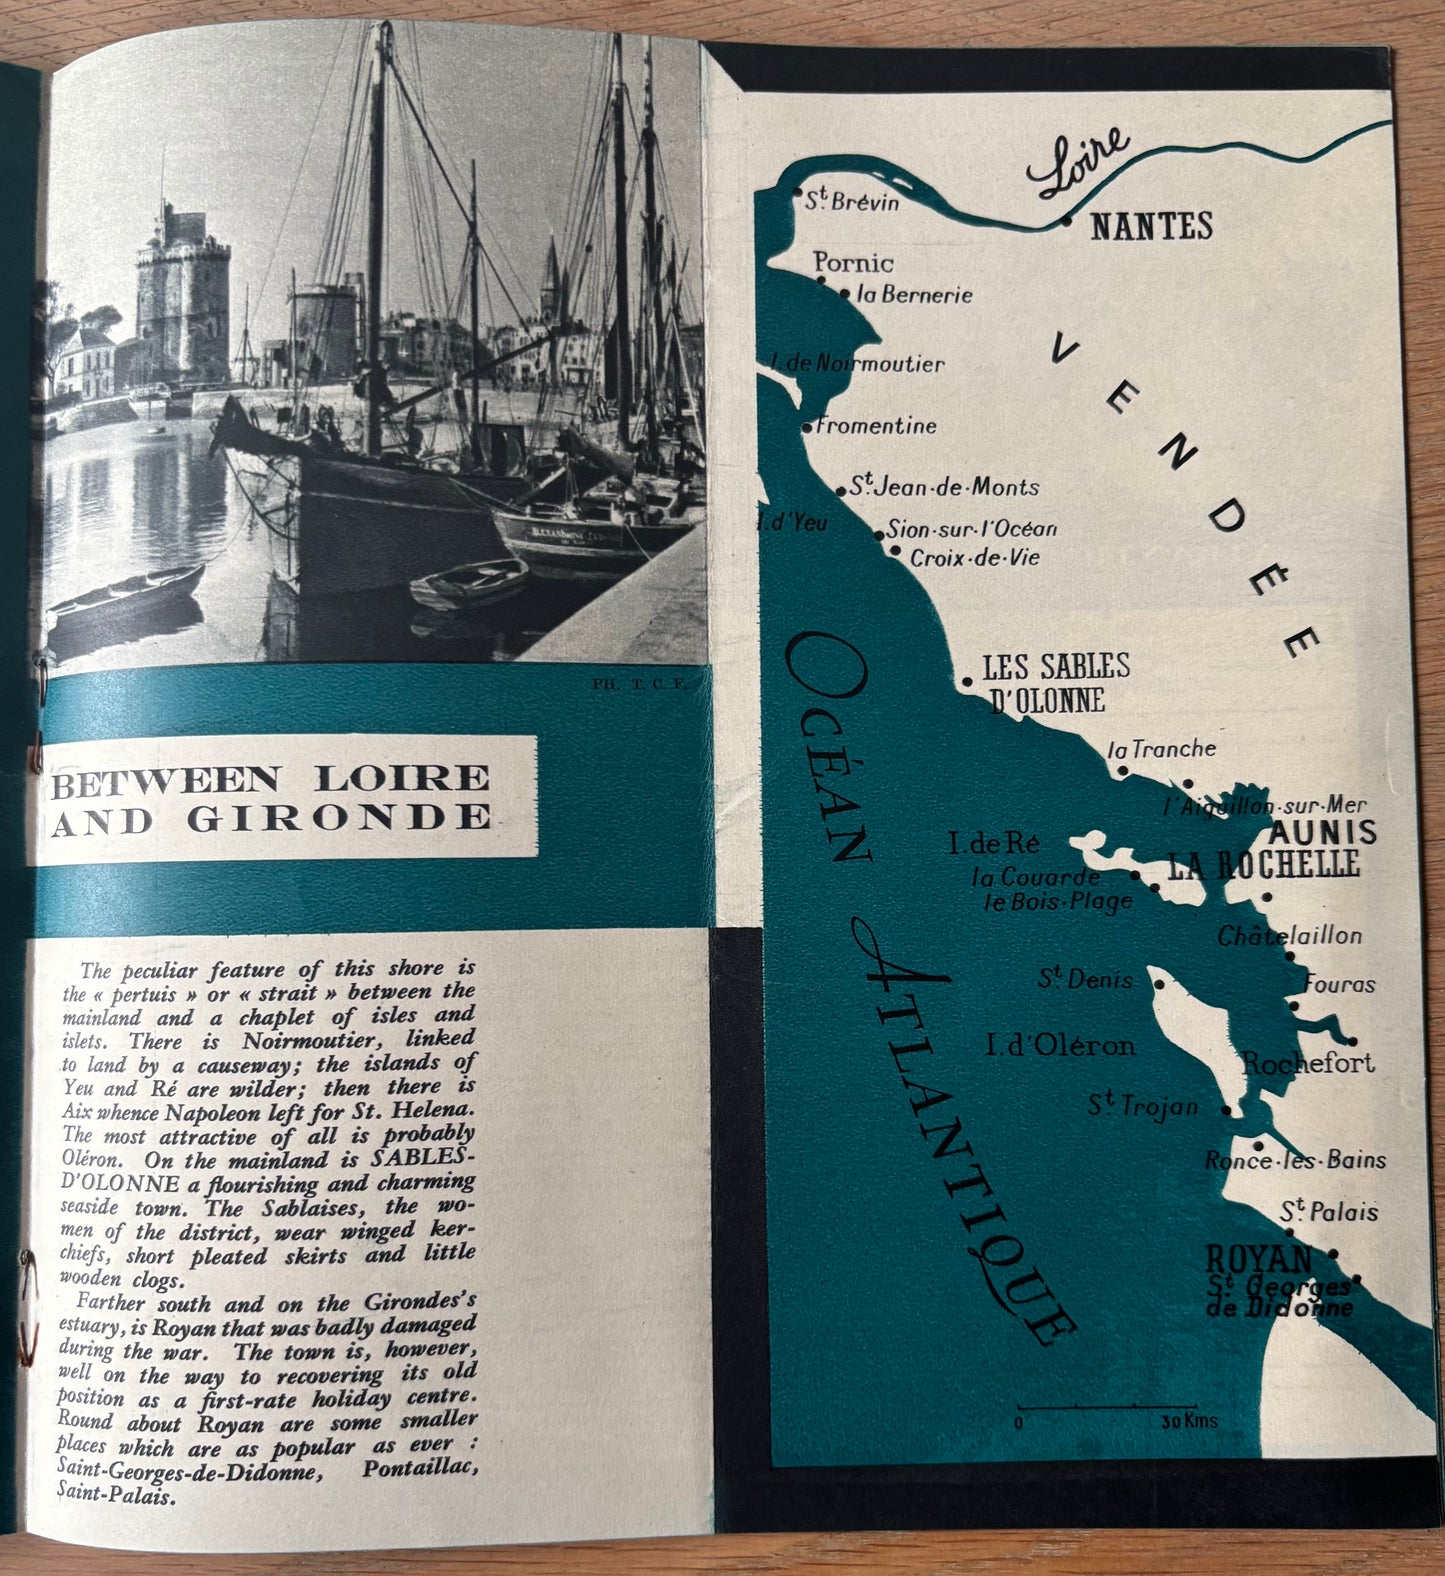 ALEXANDRINE
PH. T. C. F.
BETWEEN LOIRE
AND GIRONDE
The peculiar feature of this shore is
the « pertuis » or « strait » between the
mainland and a chaplet of isles and
islets. There is Noirmoutier, linked
to land by a causeway; the islands of
Yeu and Ré are wilder; then there is
Aix whence Napoleon left for St. Helena.
The most attractive of all is probably
Oléron. On the mainland is SABLES-
D'OLONNE a flourishing and charming
seaside town. The Sablaises, the wo-
men of the district, wear winged ker-
chiefs, short pleated skirts and little
wooden clogs.
Farther south and on the Girondes's
estuary, is Royan that was badly damaged
during the war. The town is, however,
well on the way to recovering its old
position as a first-rate holiday centre.
Round about Royan are some smaller
places which are as popular as ever :
Saint-Georges-de-Didonne, Pontaillac,
Saint-Palais.
Loire
St. Brévin
NANTES
Pornic
la Bernerie
VENDÉE
I. de Noirmoutier
Fromentine
St. Jean-de-Monts
I. d'Yeu
Sion-sur-l'Océan
Croix-de-Vie
OCÉAN ATLANTIQUE
LES SABLES
D'OLONNE
la Tranche
l'Aiguillon-sur-Mer
AUNIS
I. de Ré
LA ROCHELLE
la Couarde
le Bois-Plage
Châtelaillon
St. Denis
Fouras
I. d'Oléron
Rochefort
St. Trojan
Ronce-les-Bains
St. Palais
ROYAN
St. Georges
de Didonne
0 30 Kms